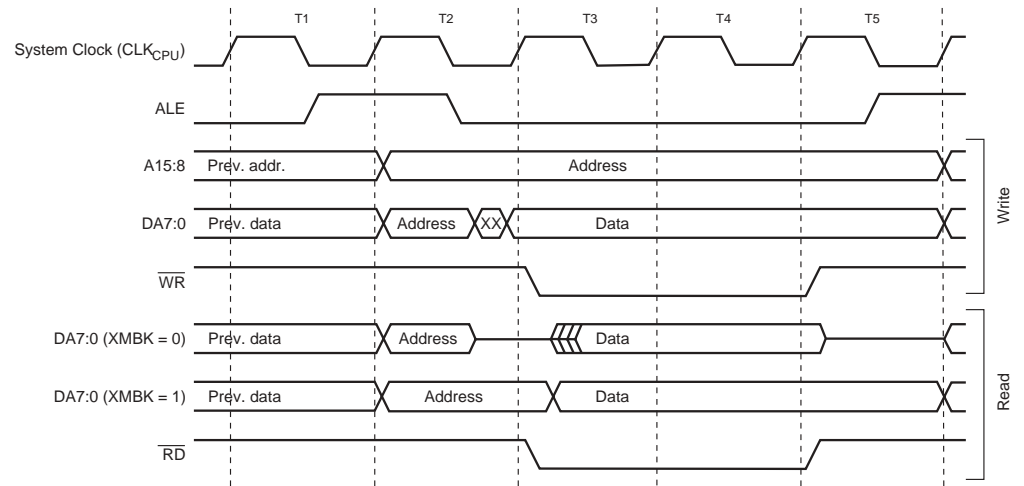 T1 T2 T3 T4 T5
System Clock (CLKCPU)
ALE
A15:8 Prev. addr. Address
DA7:0 Prev. data Address XX Data
WR
Write
DA7:0 (XMBK = 0) Prev. data Address Data
DA7:0 (XMBK = 1) Prev. data Address Data
RD
Read